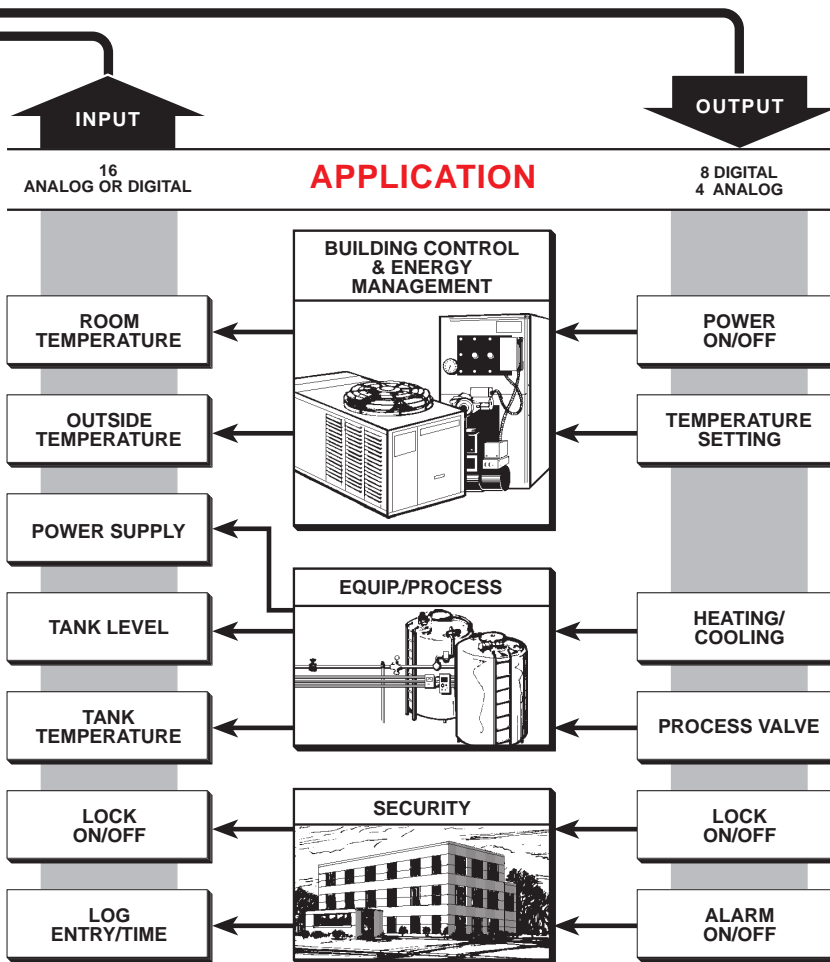 INPUT
OUTPUT
16
ANALOG OR DIGITAL
APPLICATION
8 DIGITAL
4 ANALOG
BUILDING CONTROL
& ENERGY
MANAGEMENT
ROOM
TEMPERATURE
POWER
ON/OFF
OUTSIDE
TEMPERATURE
TEMPERATURE
SETTING
POWER SUPPLY
EQUIP./PROCESS
TANK LEVEL
HEATING/
COOLING
TANK
TEMPERATURE
PROCESS VALVE
SECURITY
LOCK
ON/OFF
LOCK
ON/OFF
LOG
ENTRY/TIME
ALARM
ON/OFF